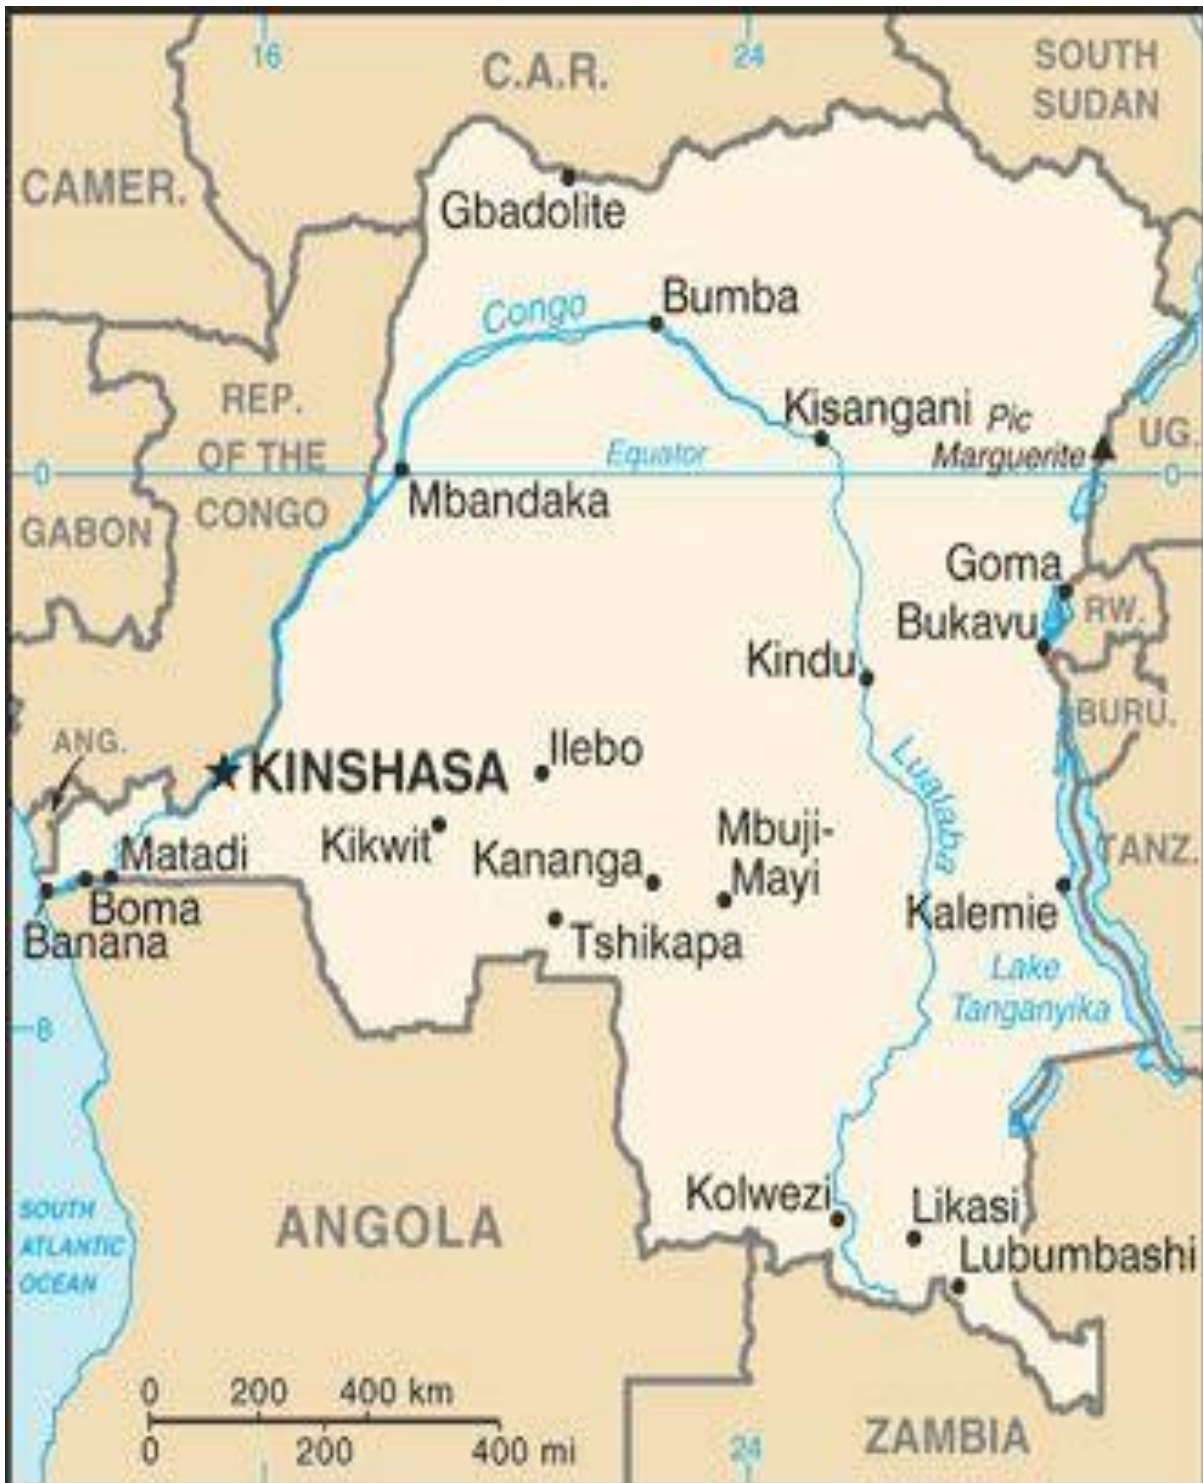 16
24
C.A.R.
SOUTH
SUDAN
CAMER.
Gbadolite
Congo
Bumba
REP.
OF THE
CONGO
Kisangani
Pic
Marguerite
UG.
Equator
0
0
Mbandaka
GABON
Goma
RW.
Bukavu
Kindu
BURU.
ANG.
Ilebo
KINSHASA
Lualaba
Kikwit
Mbuji-
Mayi
Matadi
Kananga
TANZ.
Boma
Banana
Tshikapa
Kalemie
Lake
Tanganyika
8
Kolwezi
Likasi
SOUTH
ATLANTIC
OCEAN
ANGOLA
Lubumbashi
0 200 400 km
0 200 400 mi
24
ZAMBIA